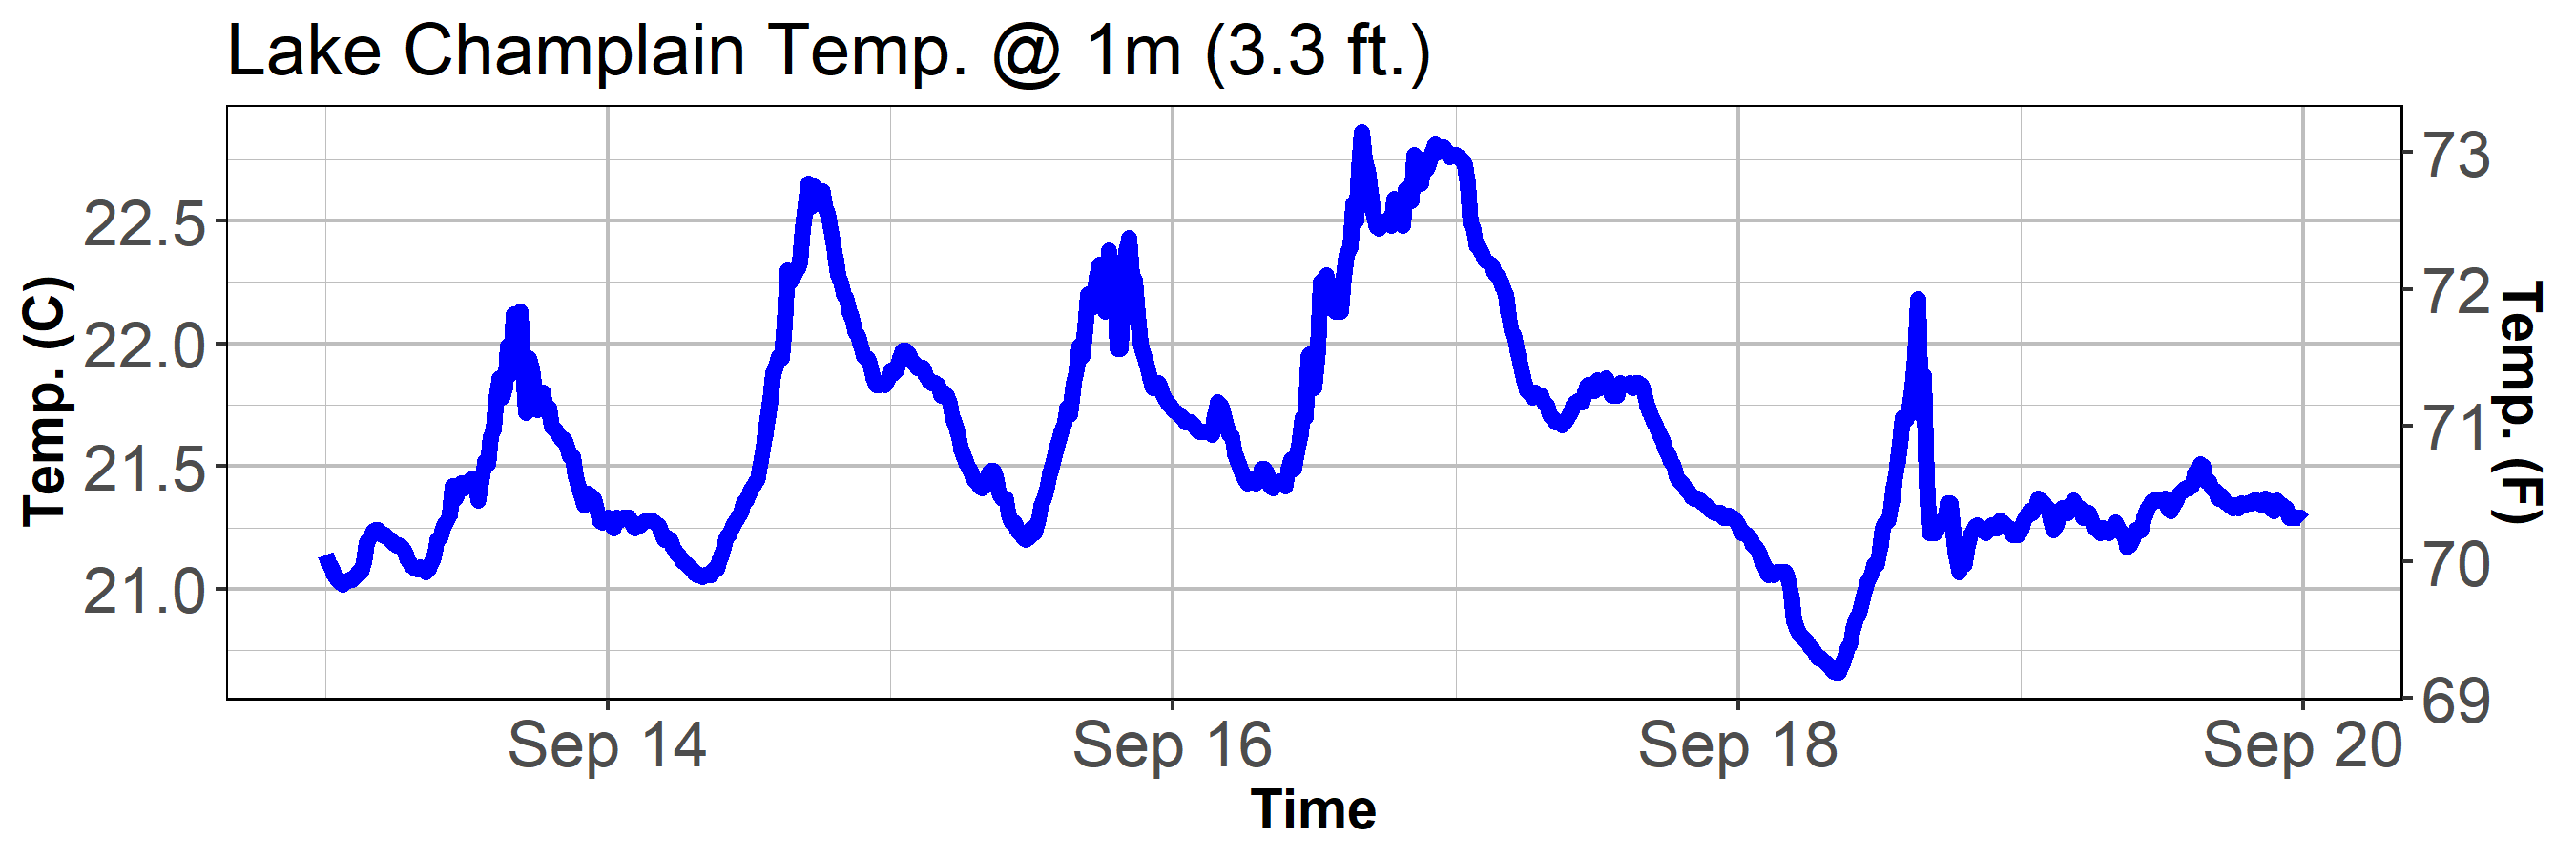 Lake Champlain Temp. @ 1m (3.3 ft.)
Temp. (C)
22.5
22.0
21.5
21.0
73
72
71
70
69
Temp. (F)
Sep 14
Sep 16
Sep 18
Sep 20
Time